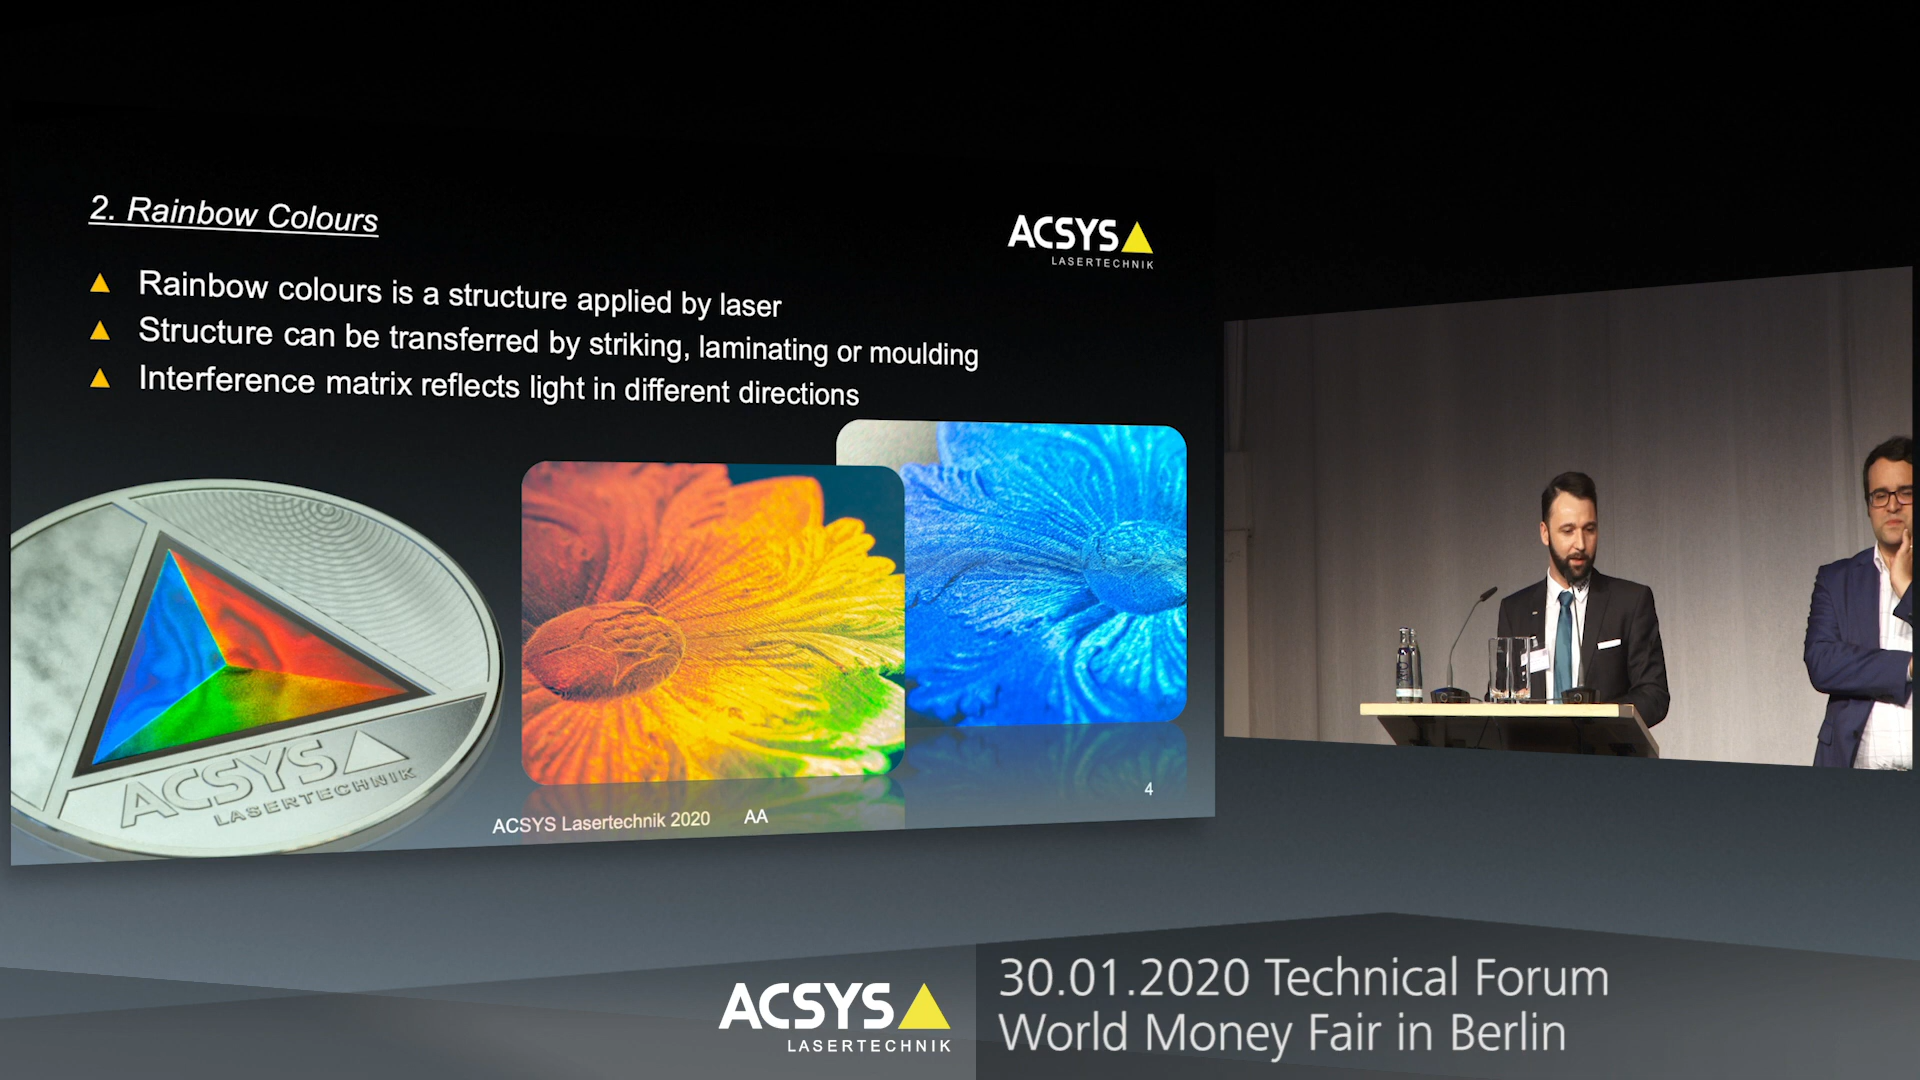 2. Rainbow Colours
ACSYS
LASERTECHNIK
Rainbow colours is a structure applied by laser
Structure can be transferred by striking, laminating or moulding
Interference matrix reflects light in different directions
ACSYS
LASERTECHNIK
ACSYS Lasertechnik 2020 AA
4
ACSYS
LASERTECHNIK
30.01.2020 Technical Forum
World Money Fair in Berlin